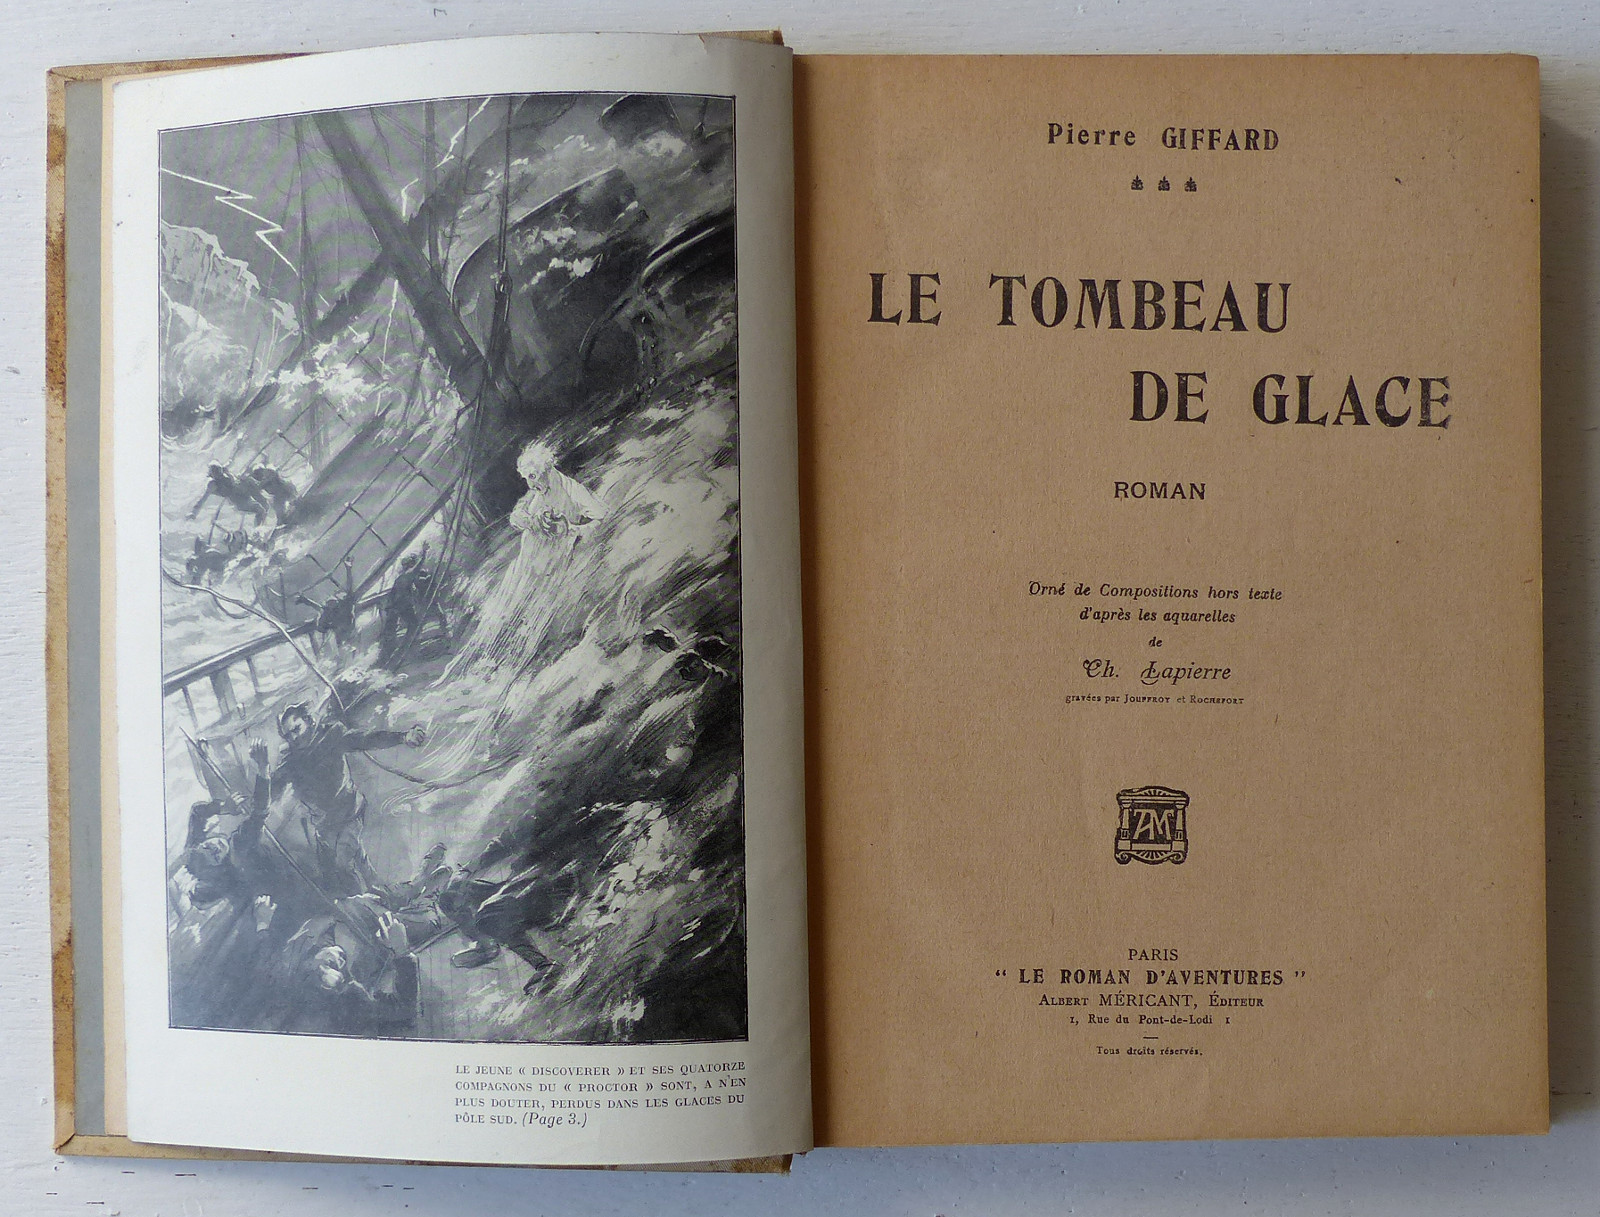 LE JEUNE « DISCOVERER » ET SES QUATORZE
COMPAGNONS DU « PROCTOR » SONT, A N'EN
PLUS DOUTER, PERDUS DANS LES GLACES DU
PÔLE SUD. (Page 3.)
Pierre GIFFARD
LE TOMBEAU
DE GLACE
ROMAN
Orné de Compositions hors texte
d'après les aquarelles
de
Ch. Lapierre
gravées par JOUFFROY et ROCHEFORT
AM
PARIS
“ LE ROMAN D'AVENTURES ”
ALBERT MÉRICANT, ÉDITEUR
1, Rue du Pont-de-Lodi 1
Tous droits réservés.